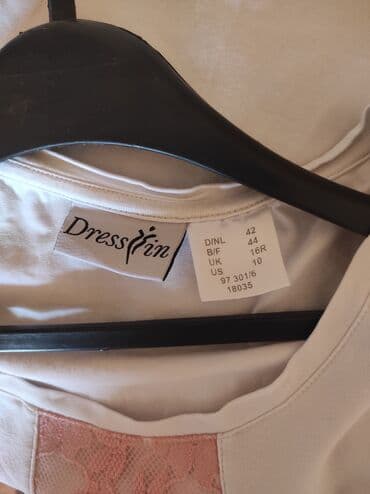 Dress in
D/NL 42
B/F 44
UK 16R
US 10
97 301/6
18035